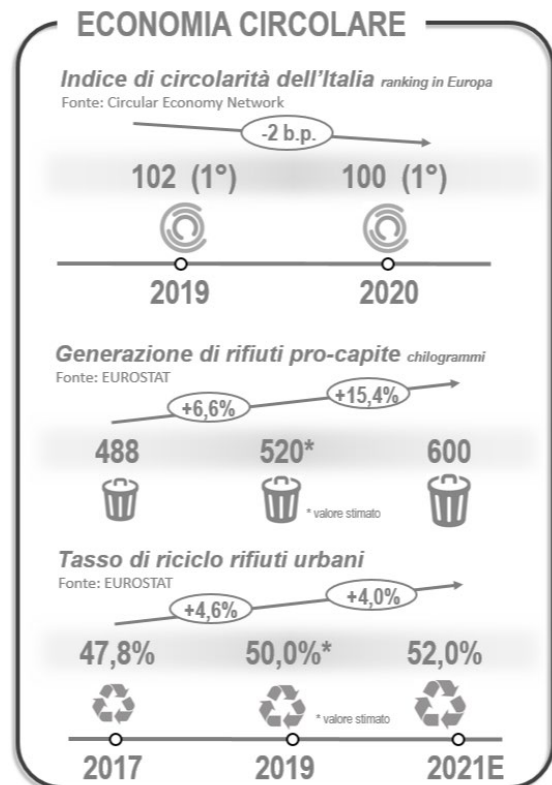 ECONOMIA CIRCOLARE
Indice di circolarità dell'Italia ranking in Europa
Fonte: Circular Economy Network
-2 b.p.
102 (1°) 100 (1°)
2019 2020
Generazione di rifiuti pro-capite chilogrammi
Fonte: EUROSTAT
+6,6% +15,4%
488 520* 600
* valore stimato
Tasso di riciclo rifiuti urbani
Fonte: EUROSTAT
+4,6% +4,0%
47,8% 50,0%* 52,0%
* valore stimato
2017 2019 2021E